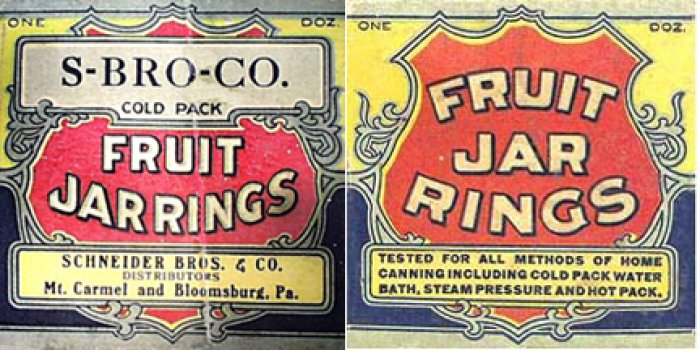 ONE DOZ.
S-BRO-CO.
COLD PACK
FRUIT
JAR RINGS
SCHNEIDER BROS. & CO.
DISTRIBUTORS
Mt. Carmel and Bloomsburg, Pa.
ONE DOZ.
FRUIT
JAR
RINGS
TESTED FOR ALL METHODS OF HOME
CANNING INCLUDING COLD PACK WATER
BATH, STEAM PRESSURE AND HOT PACK.